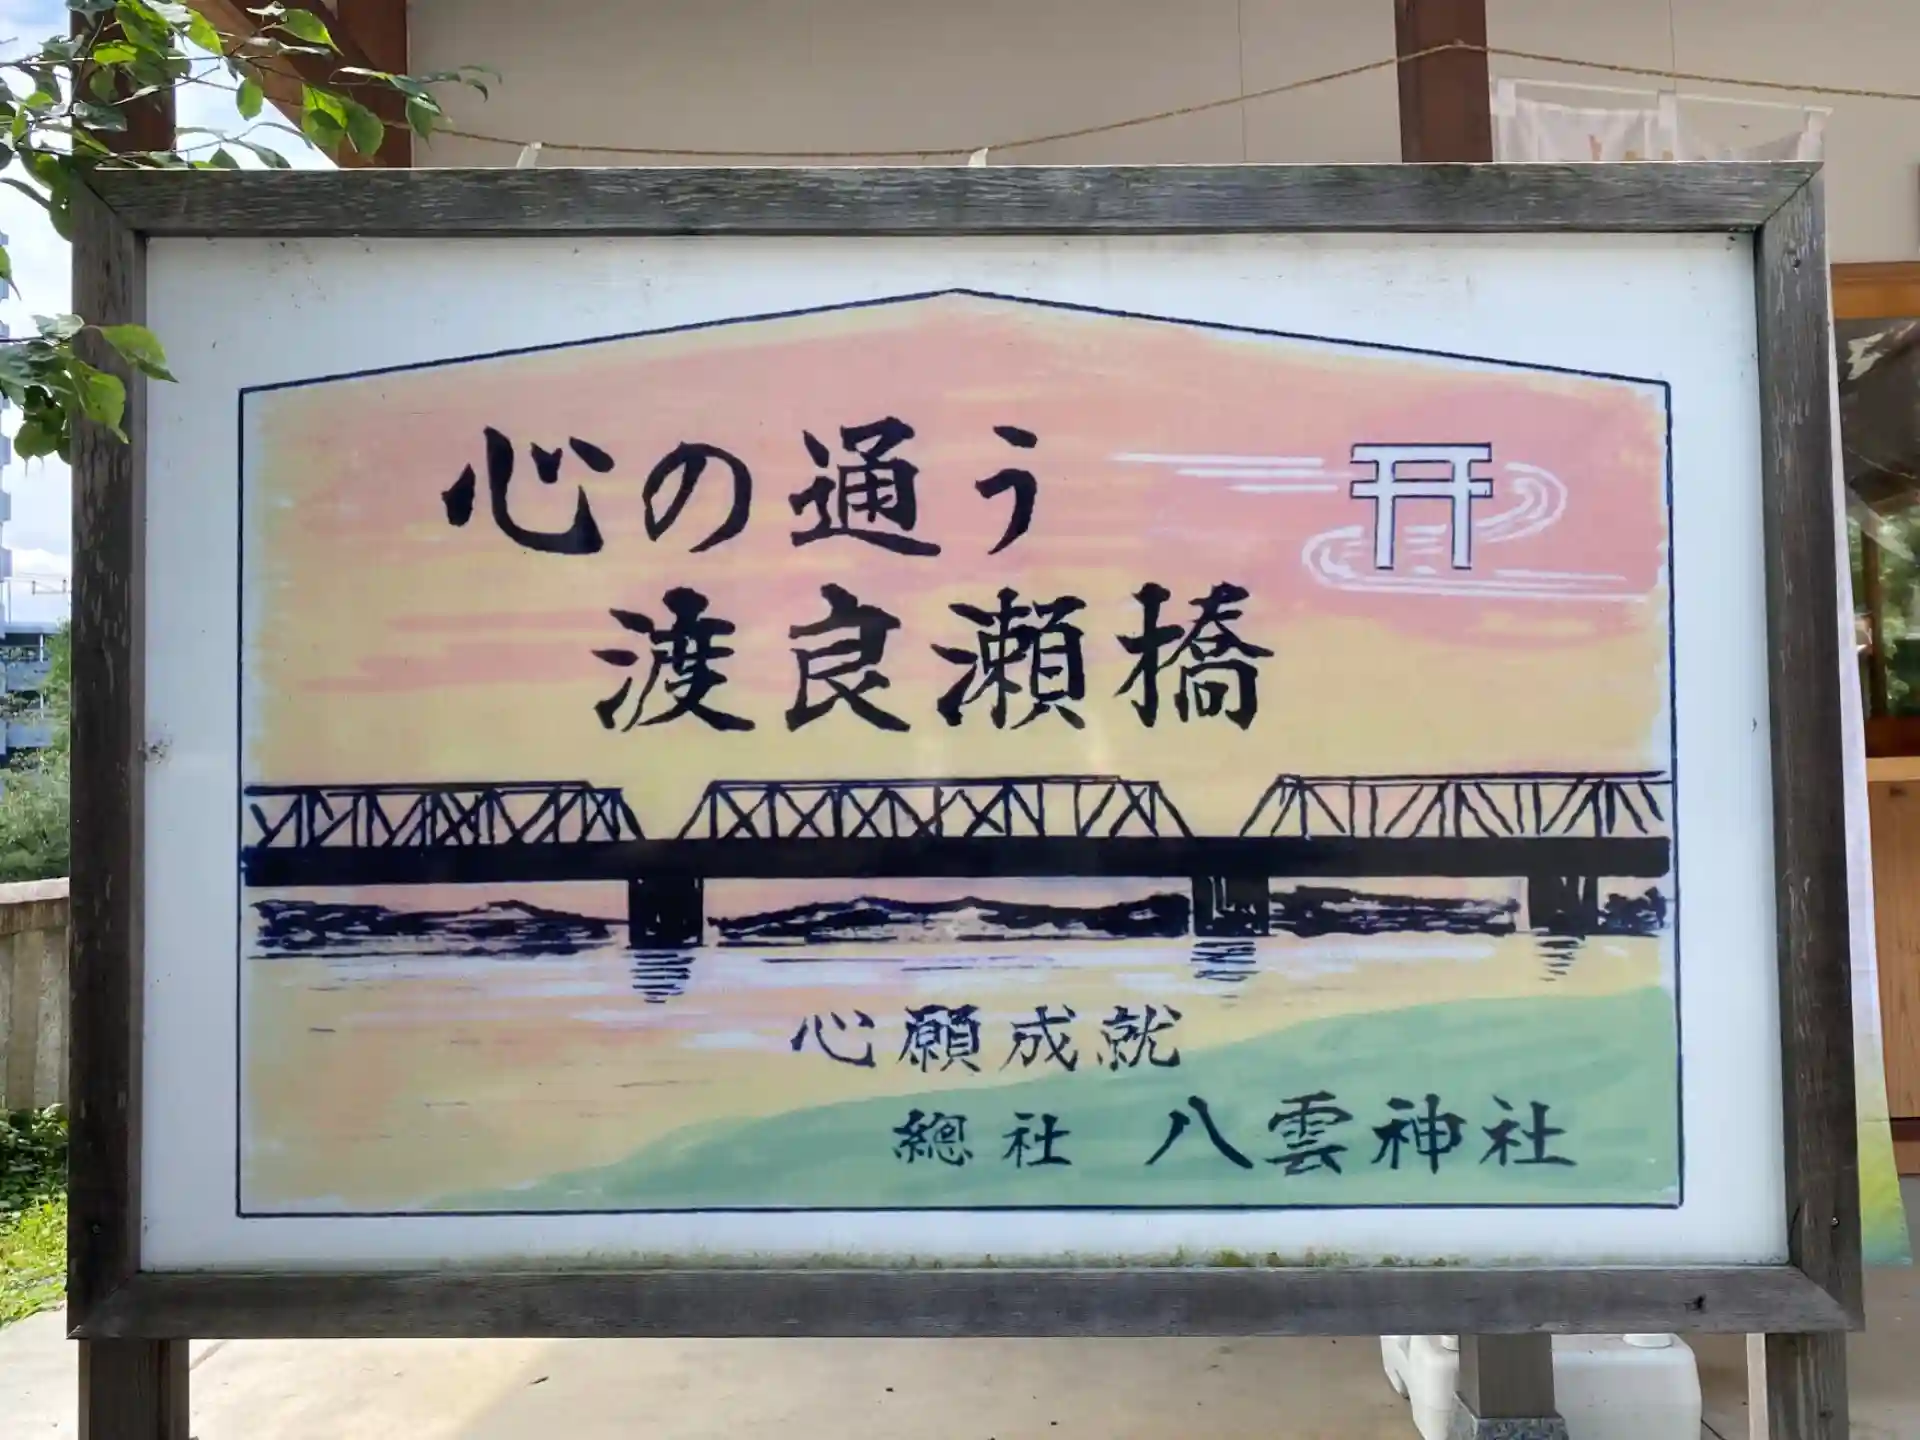 心の通う
渡良瀬橋
心願成就
總社 八雲神社